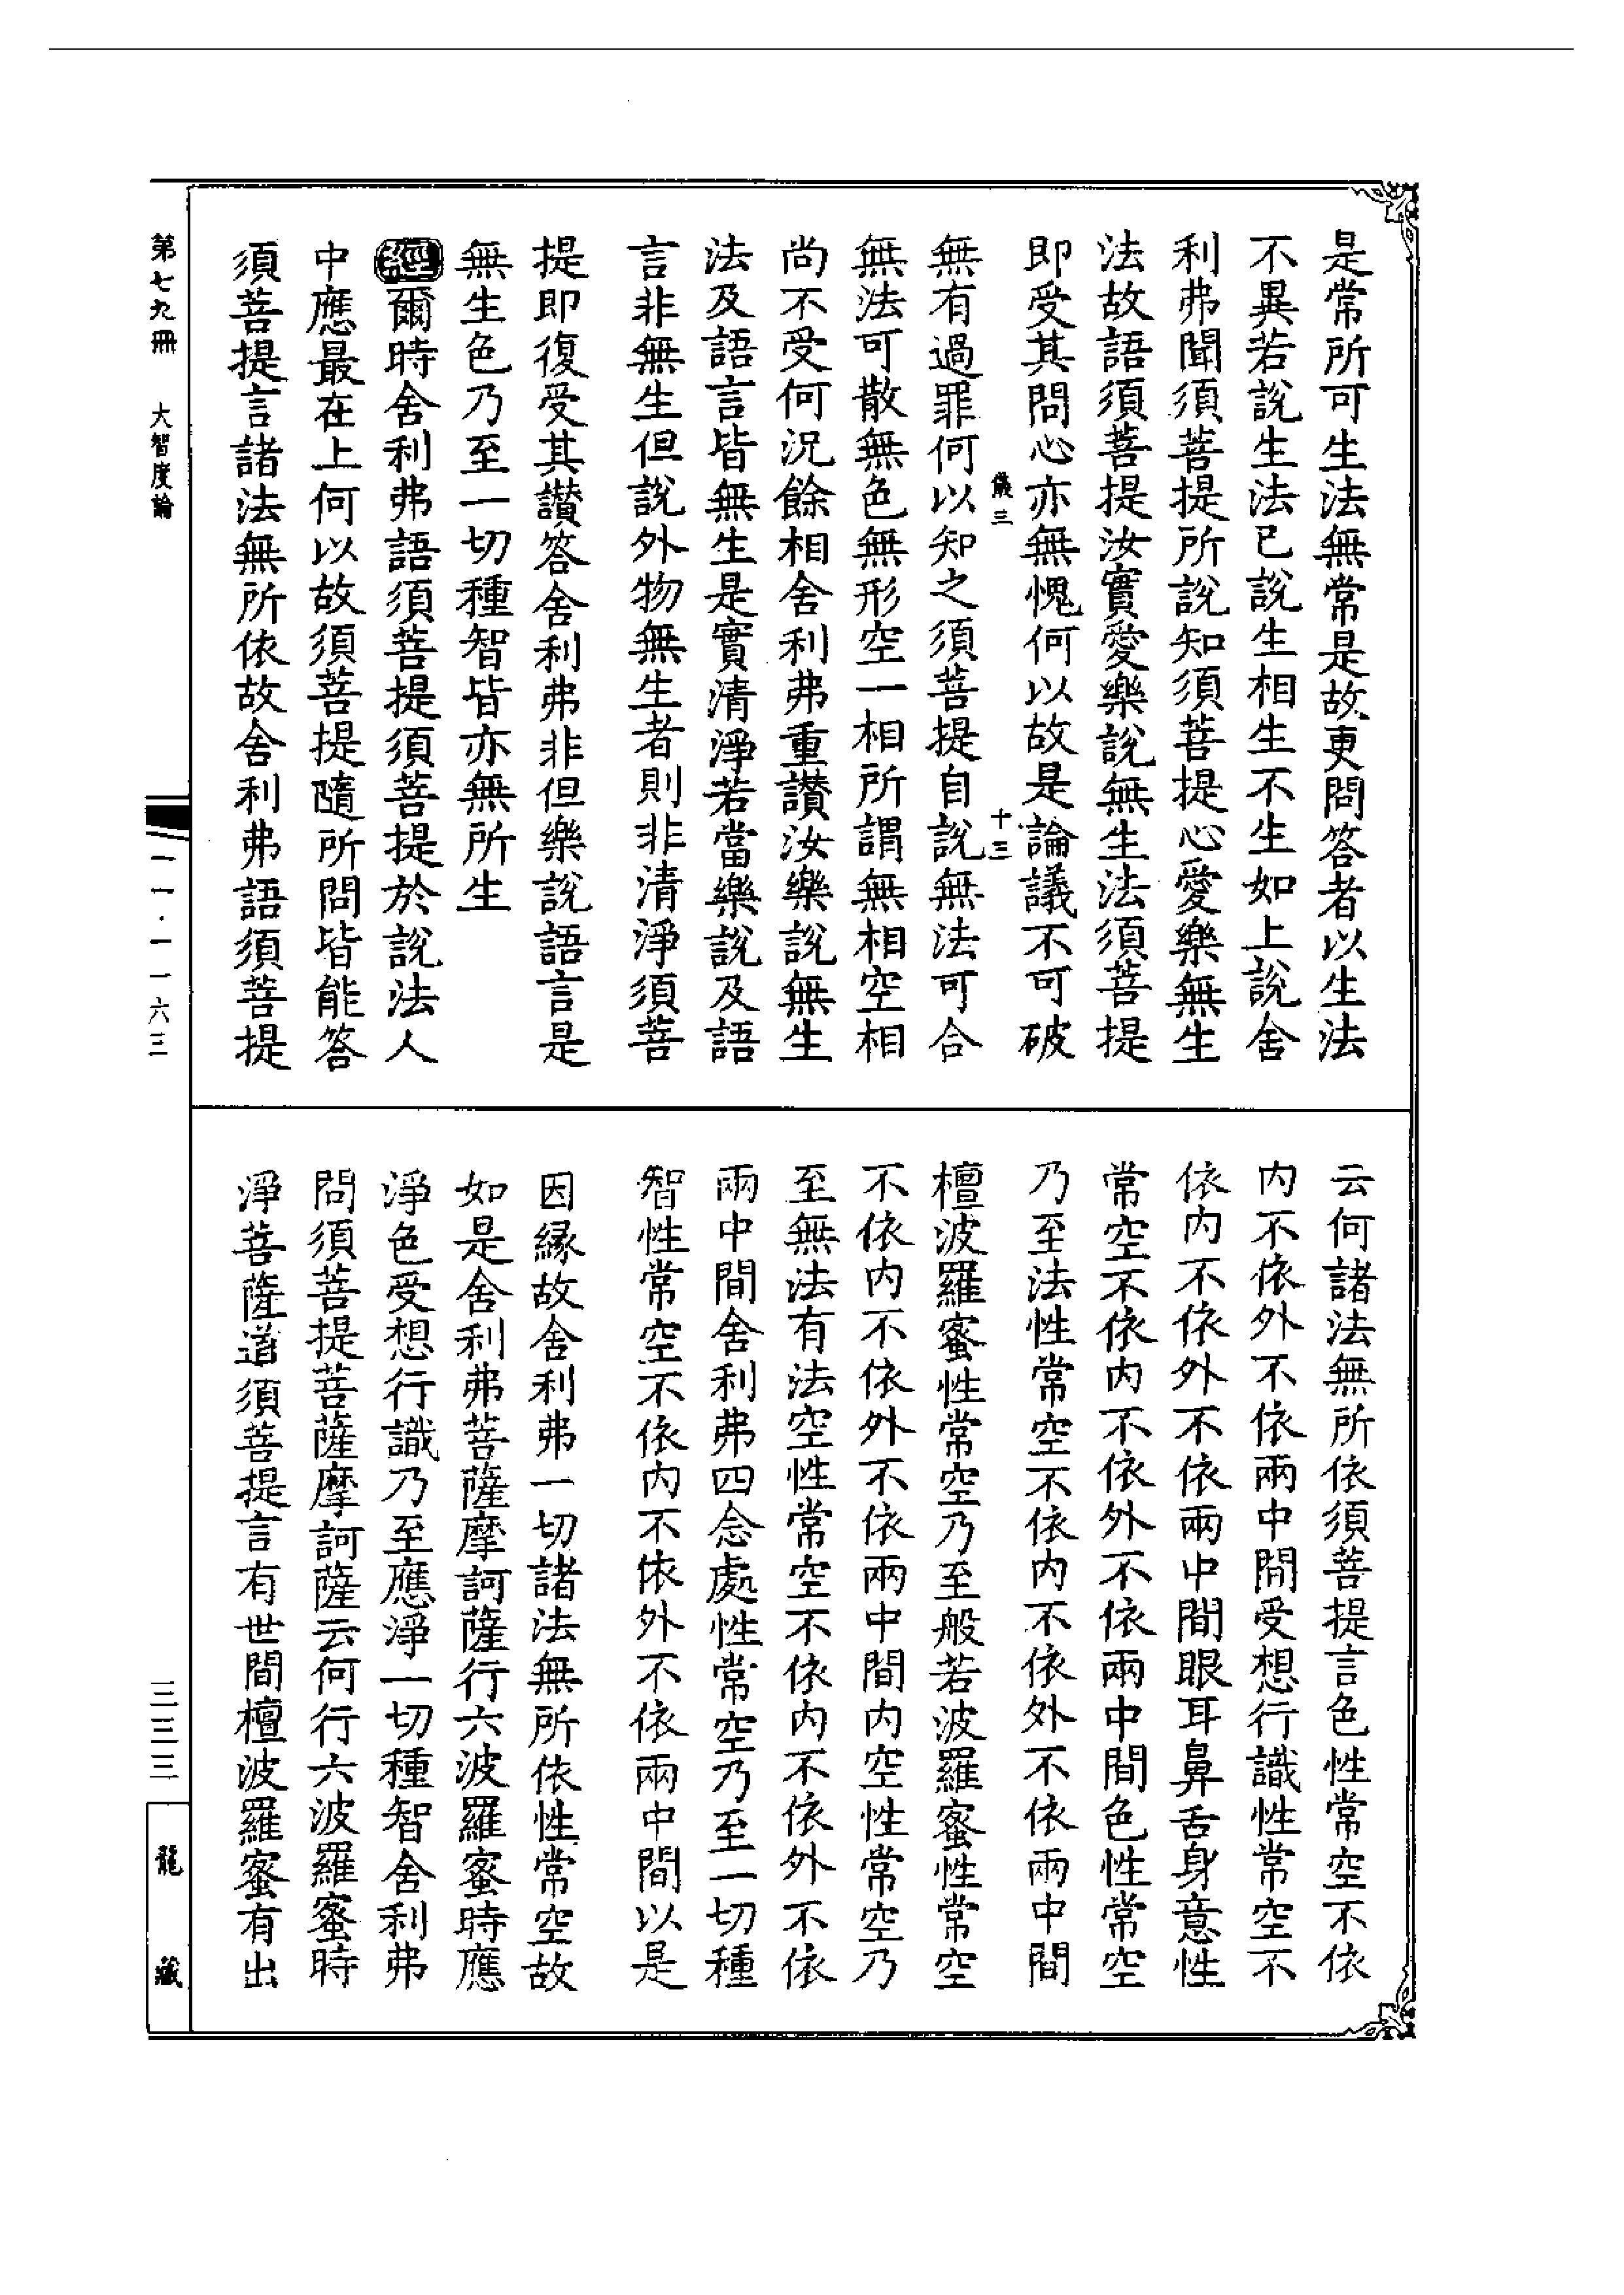 是常所可生法無常是故更問答者以生法
不異若說生法已說生相生不生如上說舍
利弗聞須菩提所說知須菩提心愛樂無生
法故語須菩提汝實愛樂說無生法須菩提
即受其問心亦無愧何以故是論議不可破
儀三
十三
無有過罪何以知之須菩提自說無法可合
無法可散無色無形空一相所謂無相空相
尚不受何況餘相舍利弗重讚汝樂說無生
法及語言皆無生是實清淨若當樂說及語
言非無生但說外物無生者則非清淨須菩
提即復受其讚答舍利弗非但樂說語言是
無生色乃至一切種智皆亦無所生
經爾時舍利弗語須菩提須菩提於說法人
中應最在上何以故須菩提隨所問皆能答
須菩提言諸法無所依故舍利弗語須菩提
云何諸法無所依須菩提言色性常空不依
内不依外不依兩中間受想行識性常空不
依内不依外不依兩中間眼耳鼻舌身意性
常空不依内不依外不依兩中間色性常空
乃至法性常空不依内不依外不依兩中間
檀波羅蜜性常空乃至般若波羅蜜性常空
不依内不依外不依兩中間内空性常空乃
至無法有法空性常空不依内不依外不依
兩中間舍利弗四念處性常空乃至一切種
智性常空不依内不依外不依兩中間以是
因緣故舍利弗一切諸法無所依性常空故
如是舍利弗菩薩摩訶薩行六波羅蜜時應
淨色受想行識乃至應淨一切種智舍利弗
問須菩提菩薩摩訶薩云何行六波羅蜜時
淨菩薩道須菩提言有世間檀波羅蜜有出
第七九冊 大智度論
一一·一一六三
三三三
龍藏